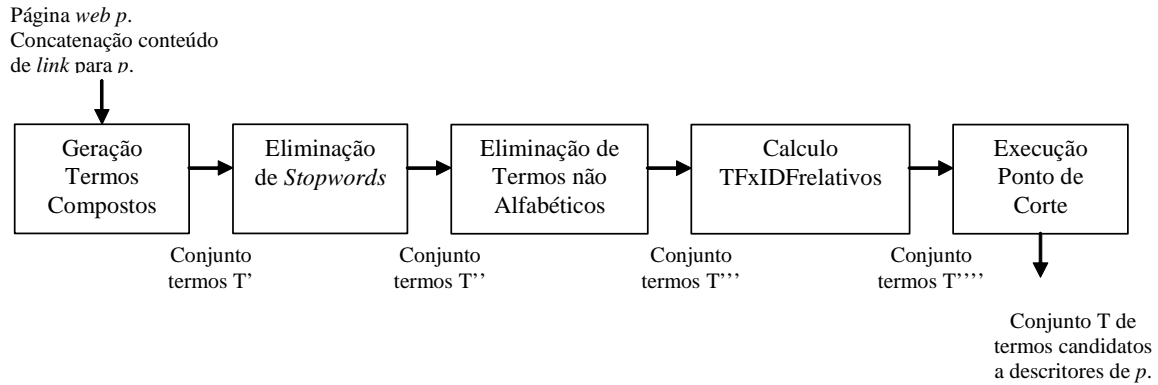 Página web p.
Concatenação conteúdo
de link para p.
Geração
Termos
Compostos
Eliminação
de Stopwords
Eliminação de
Termos não
Alfabéticos
Calculo
TFxIDFrelativos
Execução
Ponto de
Corte
Conjunto
termos T'
Conjunto
termos T''
Conjunto
termos T'''
Conjunto
termos T''''
Conjunto T de
termos candidatos
a descritores de p.